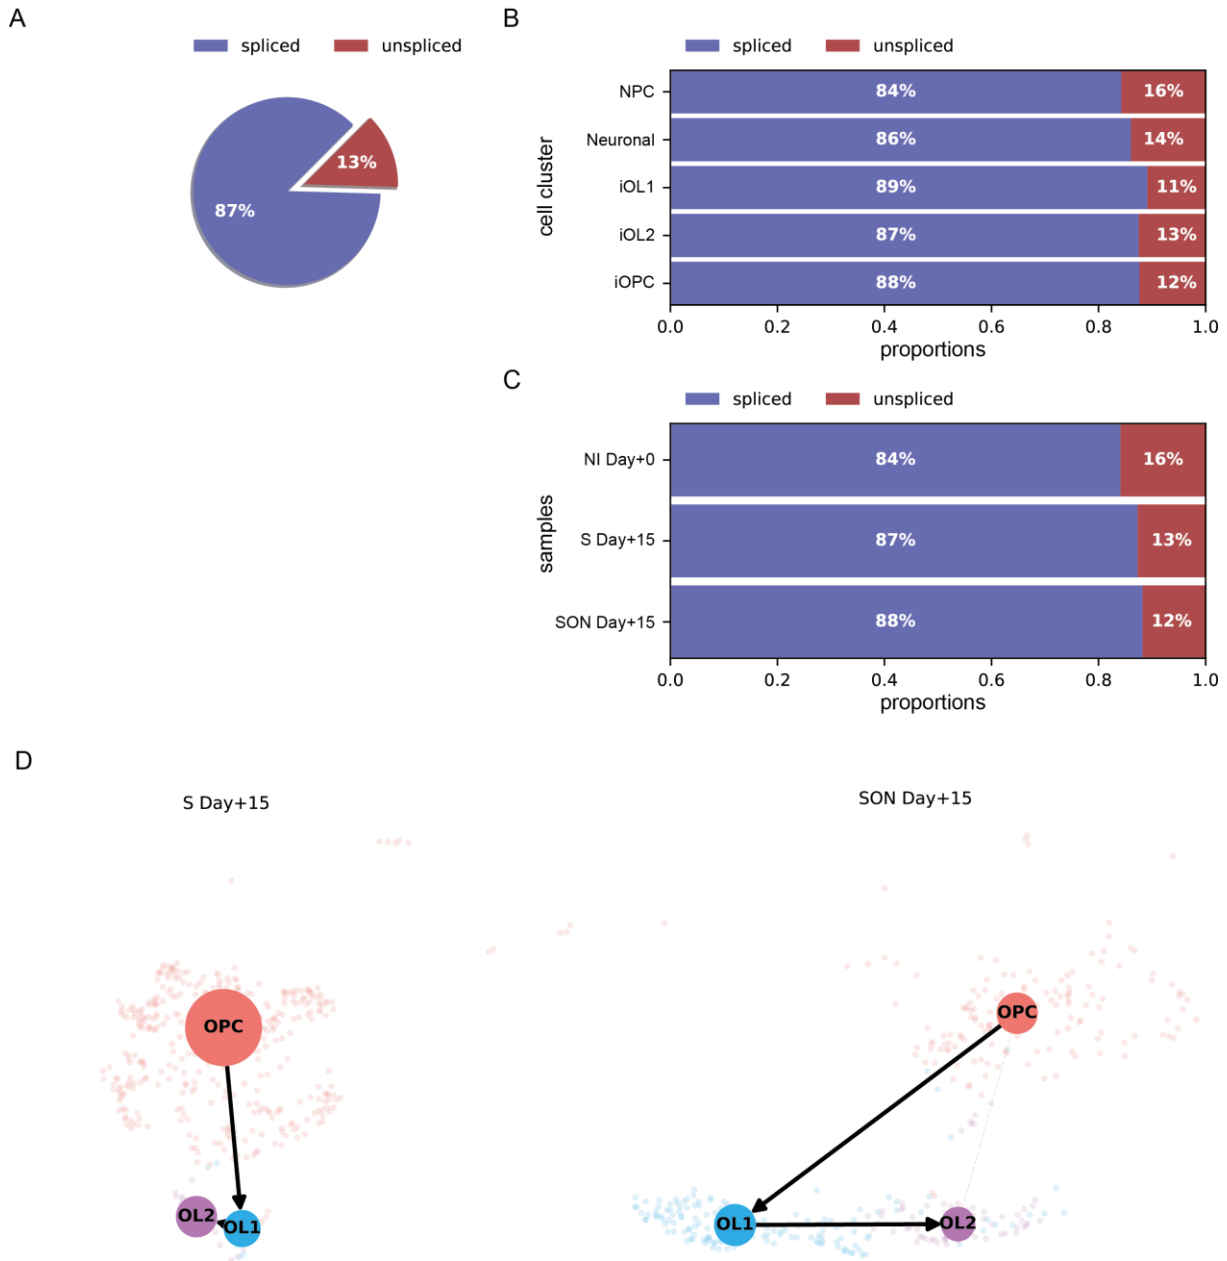 A
spliced unspliced
13%
87%
B
spliced unspliced
cell cluster
NPC 84% 16%
Neuronal 86% 14%
iOL1 89% 11%
iOL2 87% 13%
iOPC 88% 12%
0.0 0.2 0.4 0.6 0.8 1.0
proportions
C
spliced unspliced
samples
NI Day+0 84% 16%
S Day+15 87% 13%
SON Day+15 88% 12%
0.0 0.2 0.4 0.6 0.8 1.0
proportions
D
S Day+15
OPC
OL2 OL1
SON Day+15
OPC
OL1 OL2